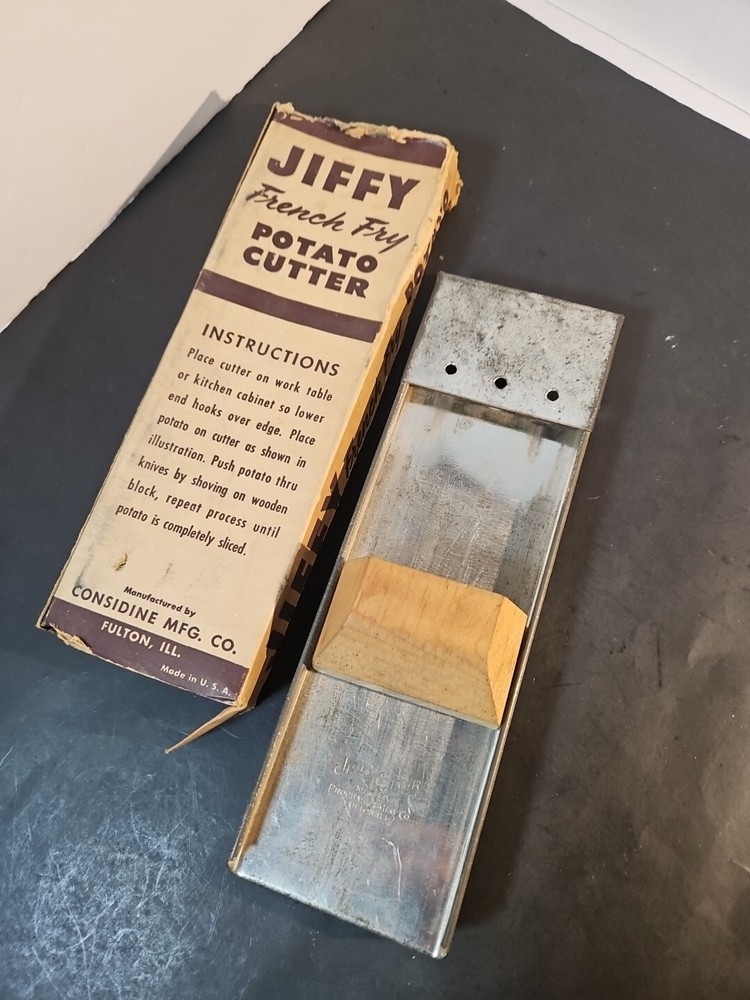 JIFFY
French Fry
POTATO
CUTTER
INSTRUCTIONS
Place cutter on work table
or kitchen cabinet so lower
end hooks over edge. Place
potato on cutter as shown in
illustration. Push potato thru
knives by shoving on wooden
block, repeat process until
potato is completely sliced.
Manufactured by
CONSIDINE MFG. CO.
FULTON, ILL.
Made in U. S. A.
JIFFY